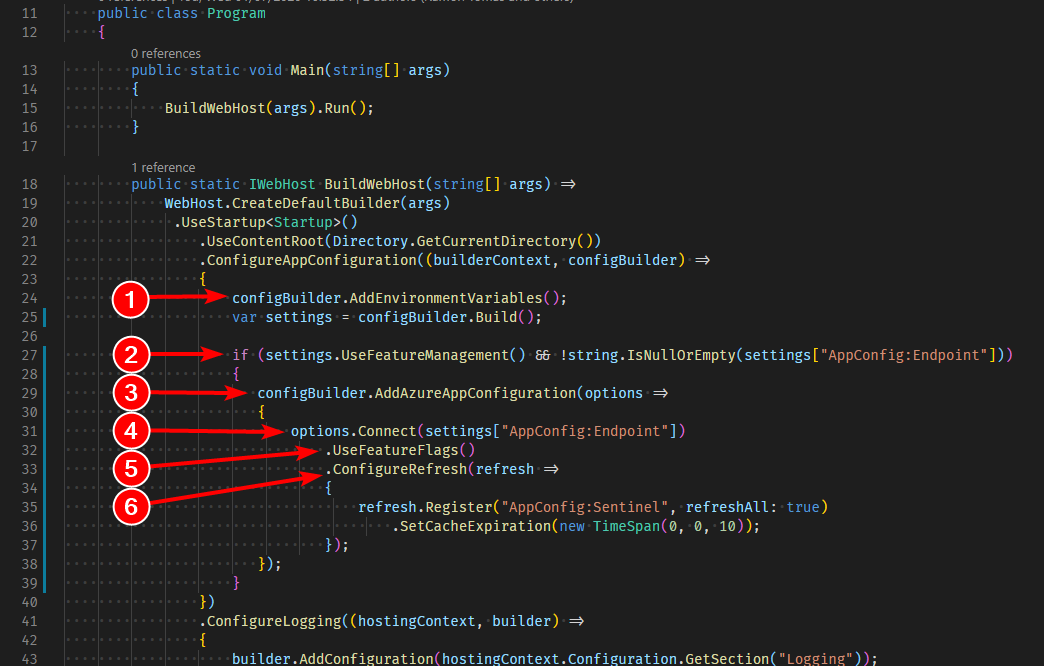 11 public class Program
12 {
0 references
13 public static void Main(string[] args)
14 {
15 BuildWebHost(args).Run();
16 }
17
1 reference
18 public static IWebHost BuildWebHost(string[] args) =>
19 WebHost.CreateDefaultBuilder(args)
20 .UseStartup<Startup>()
21 .UseContentRoot(Directory.GetCurrentDirectory())
22 .ConfigureAppConfiguration((builderContext, configBuilder) =>
23 {
24 1 configBuilder.AddEnvironmentVariables();
25 var settings = configBuilder.Build();
26
27 2 if (settings.UseFeatureManagement() && !string.IsNullOrEmpty(settings["AppConfig:Endpoint"]))
28 {
29 3 configBuilder.AddAzureAppConfiguration(options =>
30 {
31 4 options.Connect(settings["AppConfig:Endpoint"])
32 .UseFeatureFlags()
33 5 .ConfigureRefresh(refresh =>
34 {
35 6 refresh.Register("AppConfig:Sentinel", refreshAll: true)
36 .SetCacheExpiration(new TimeSpan(0, 0, 10));
37 });
38 });
39 }
40 })
41 .ConfigureLogging((hostingContext, builder) =>
42 {
43 builder.AddConfiguration(hostingContext.Configuration.GetSection("Logging"));